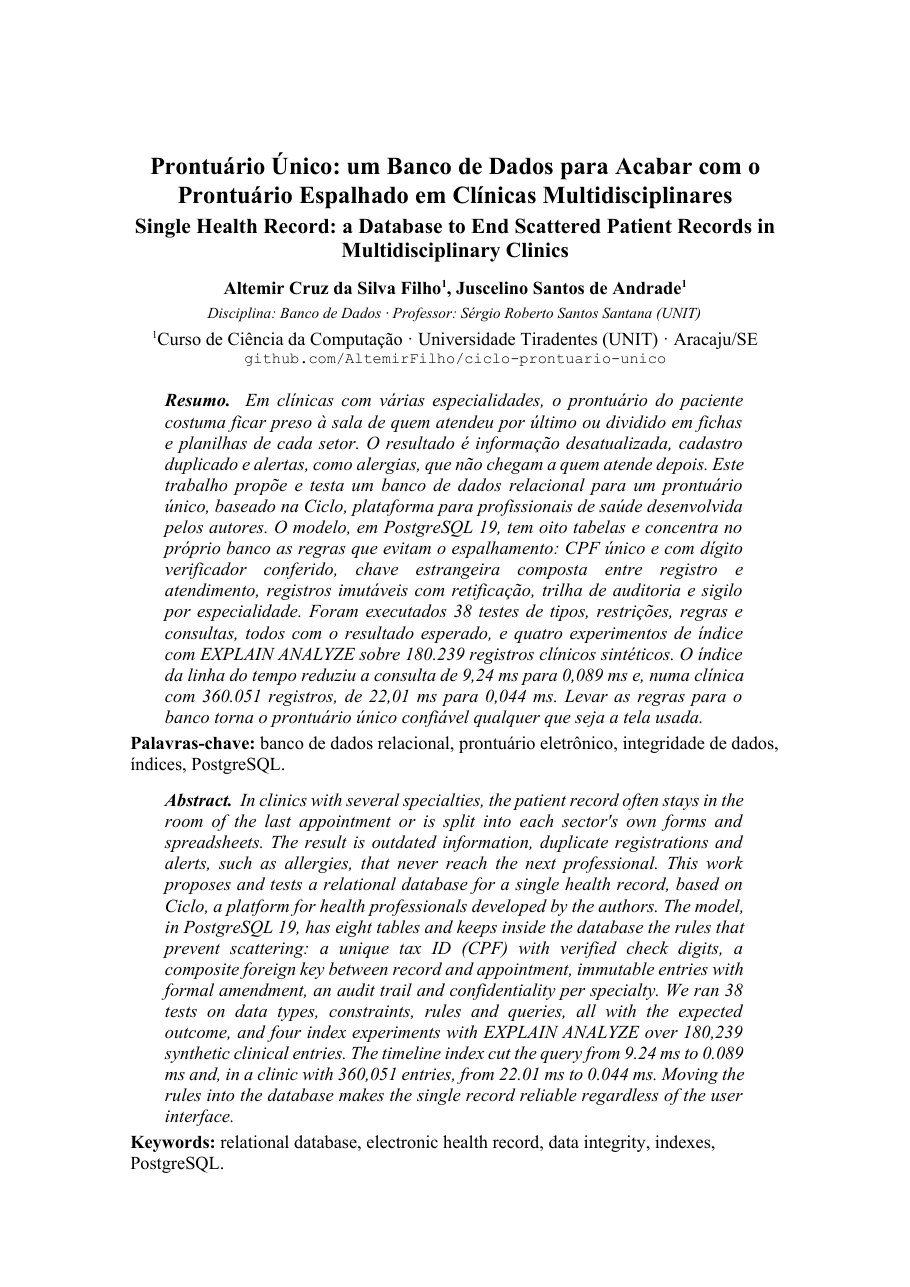 Prontuário Único: um Banco de Dados para Acabar com o
Prontuário Espalhado em Clínicas Multidisciplinares
Single Health Record: a Database to End Scattered Patient Records in
Multidisciplinary Clinics
Altemir Cruz da Silva Filho¹, Juscelino Santos de Andrade¹
Disciplina: Banco de Dados · Professor: Sérgio Roberto Santos Santana (UNIT)
¹Curso de Ciência da Computação · Universidade Tiradentes (UNIT) · Aracaju/SE
github.com/AltemirFilho/ciclo-prontuario-unico
Resumo. Em clínicas com várias especialidades, o prontuário do paciente
costuma ficar preso à sala de quem atendeu por último ou dividido em fichas
e planilhas de cada setor. O resultado é informação desatualizada, cadastro
duplicado e alertas, como alergias, que não chegam a quem atende depois. Este
trabalho propõe e testa um banco de dados relacional para um prontuário
único, baseado na Ciclo, plataforma para profissionais de saúde desenvolvida
pelos autores. O modelo, em PostgreSQL 19, tem oito tabelas e concentra no
próprio banco as regras que evitam o espalhamento: CPF único e com dígito
verificador conferido, chave estrangeira composta entre registro e
atendimento, registros imutáveis com retificação, trilha de auditoria e sigilo
por especialidade. Foram executados 38 testes de tipos, restrições, regras e
consultas, todos com o resultado esperado, e quatro experimentos de índice
com EXPLAIN ANALYZE sobre 180.239 registros clínicos sintéticos. O índice
da linha do tempo reduziu a consulta de 9,24 ms para 0,089 ms e, numa clínica
com 360.051 registros, de 22,01 ms para 0,044 ms. Levar as regras para o
banco torna o prontuário único confiável qualquer que seja a tela usada.
Palavras-chave: banco de dados relacional, prontuário eletrônico, integridade de dados,
índices, PostgreSQL.
Abstract. In clinics with several specialties, the patient record often stays in the
room of the last appointment or is split into each sector's own forms and
spreadsheets. The result is outdated information, duplicate registrations and
alerts, such as allergies, that never reach the next professional. This work
proposes and tests a relational database for a single health record, based on
Ciclo, a platform for health professionals developed by the authors. The model,
in PostgreSQL 19, has eight tables and keeps inside the database the rules that
prevent scattering: a unique tax ID (CPF) with verified check digits, a
composite foreign key between record and appointment, immutable entries with
formal amendment, an audit trail and confidentiality per specialty. We ran 38
tests on data types, constraints, rules and queries, all with the expected
outcome, and four index experiments with EXPLAIN ANALYZE over 180,239
synthetic clinical entries. The timeline index cut the query from 9.24 ms to 0.089
ms and, in a clinic with 360,051 entries, from 22.01 ms to 0.044 ms. Moving the
rules into the database makes the single record reliable regardless of the user
interface.
Keywords: relational database, electronic health record, data integrity, indexes,
PostgreSQL.